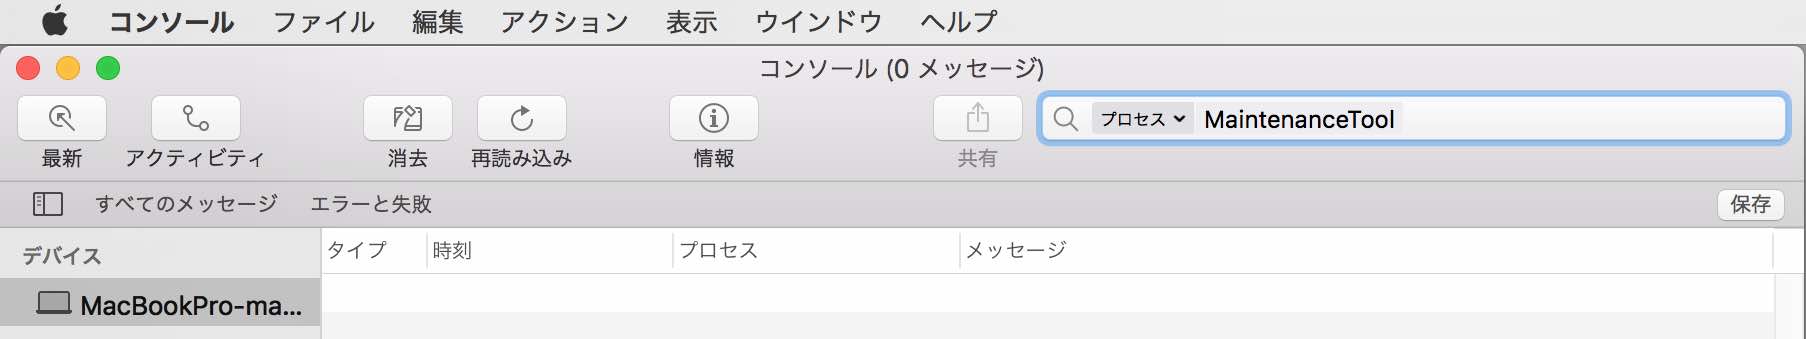 コンソール ファイル 編集 アクション 表示 ウインドウ ヘルプ
コンソール (0 メッセージ)
プロセス MaintenanceTool
最新 アクティビティ 消去 再読み込み 情報 共有
すべてのメッセージ エラーと失敗 保存
デバイス タイプ 時刻 プロセス メッセージ
MacBookPro-ma...